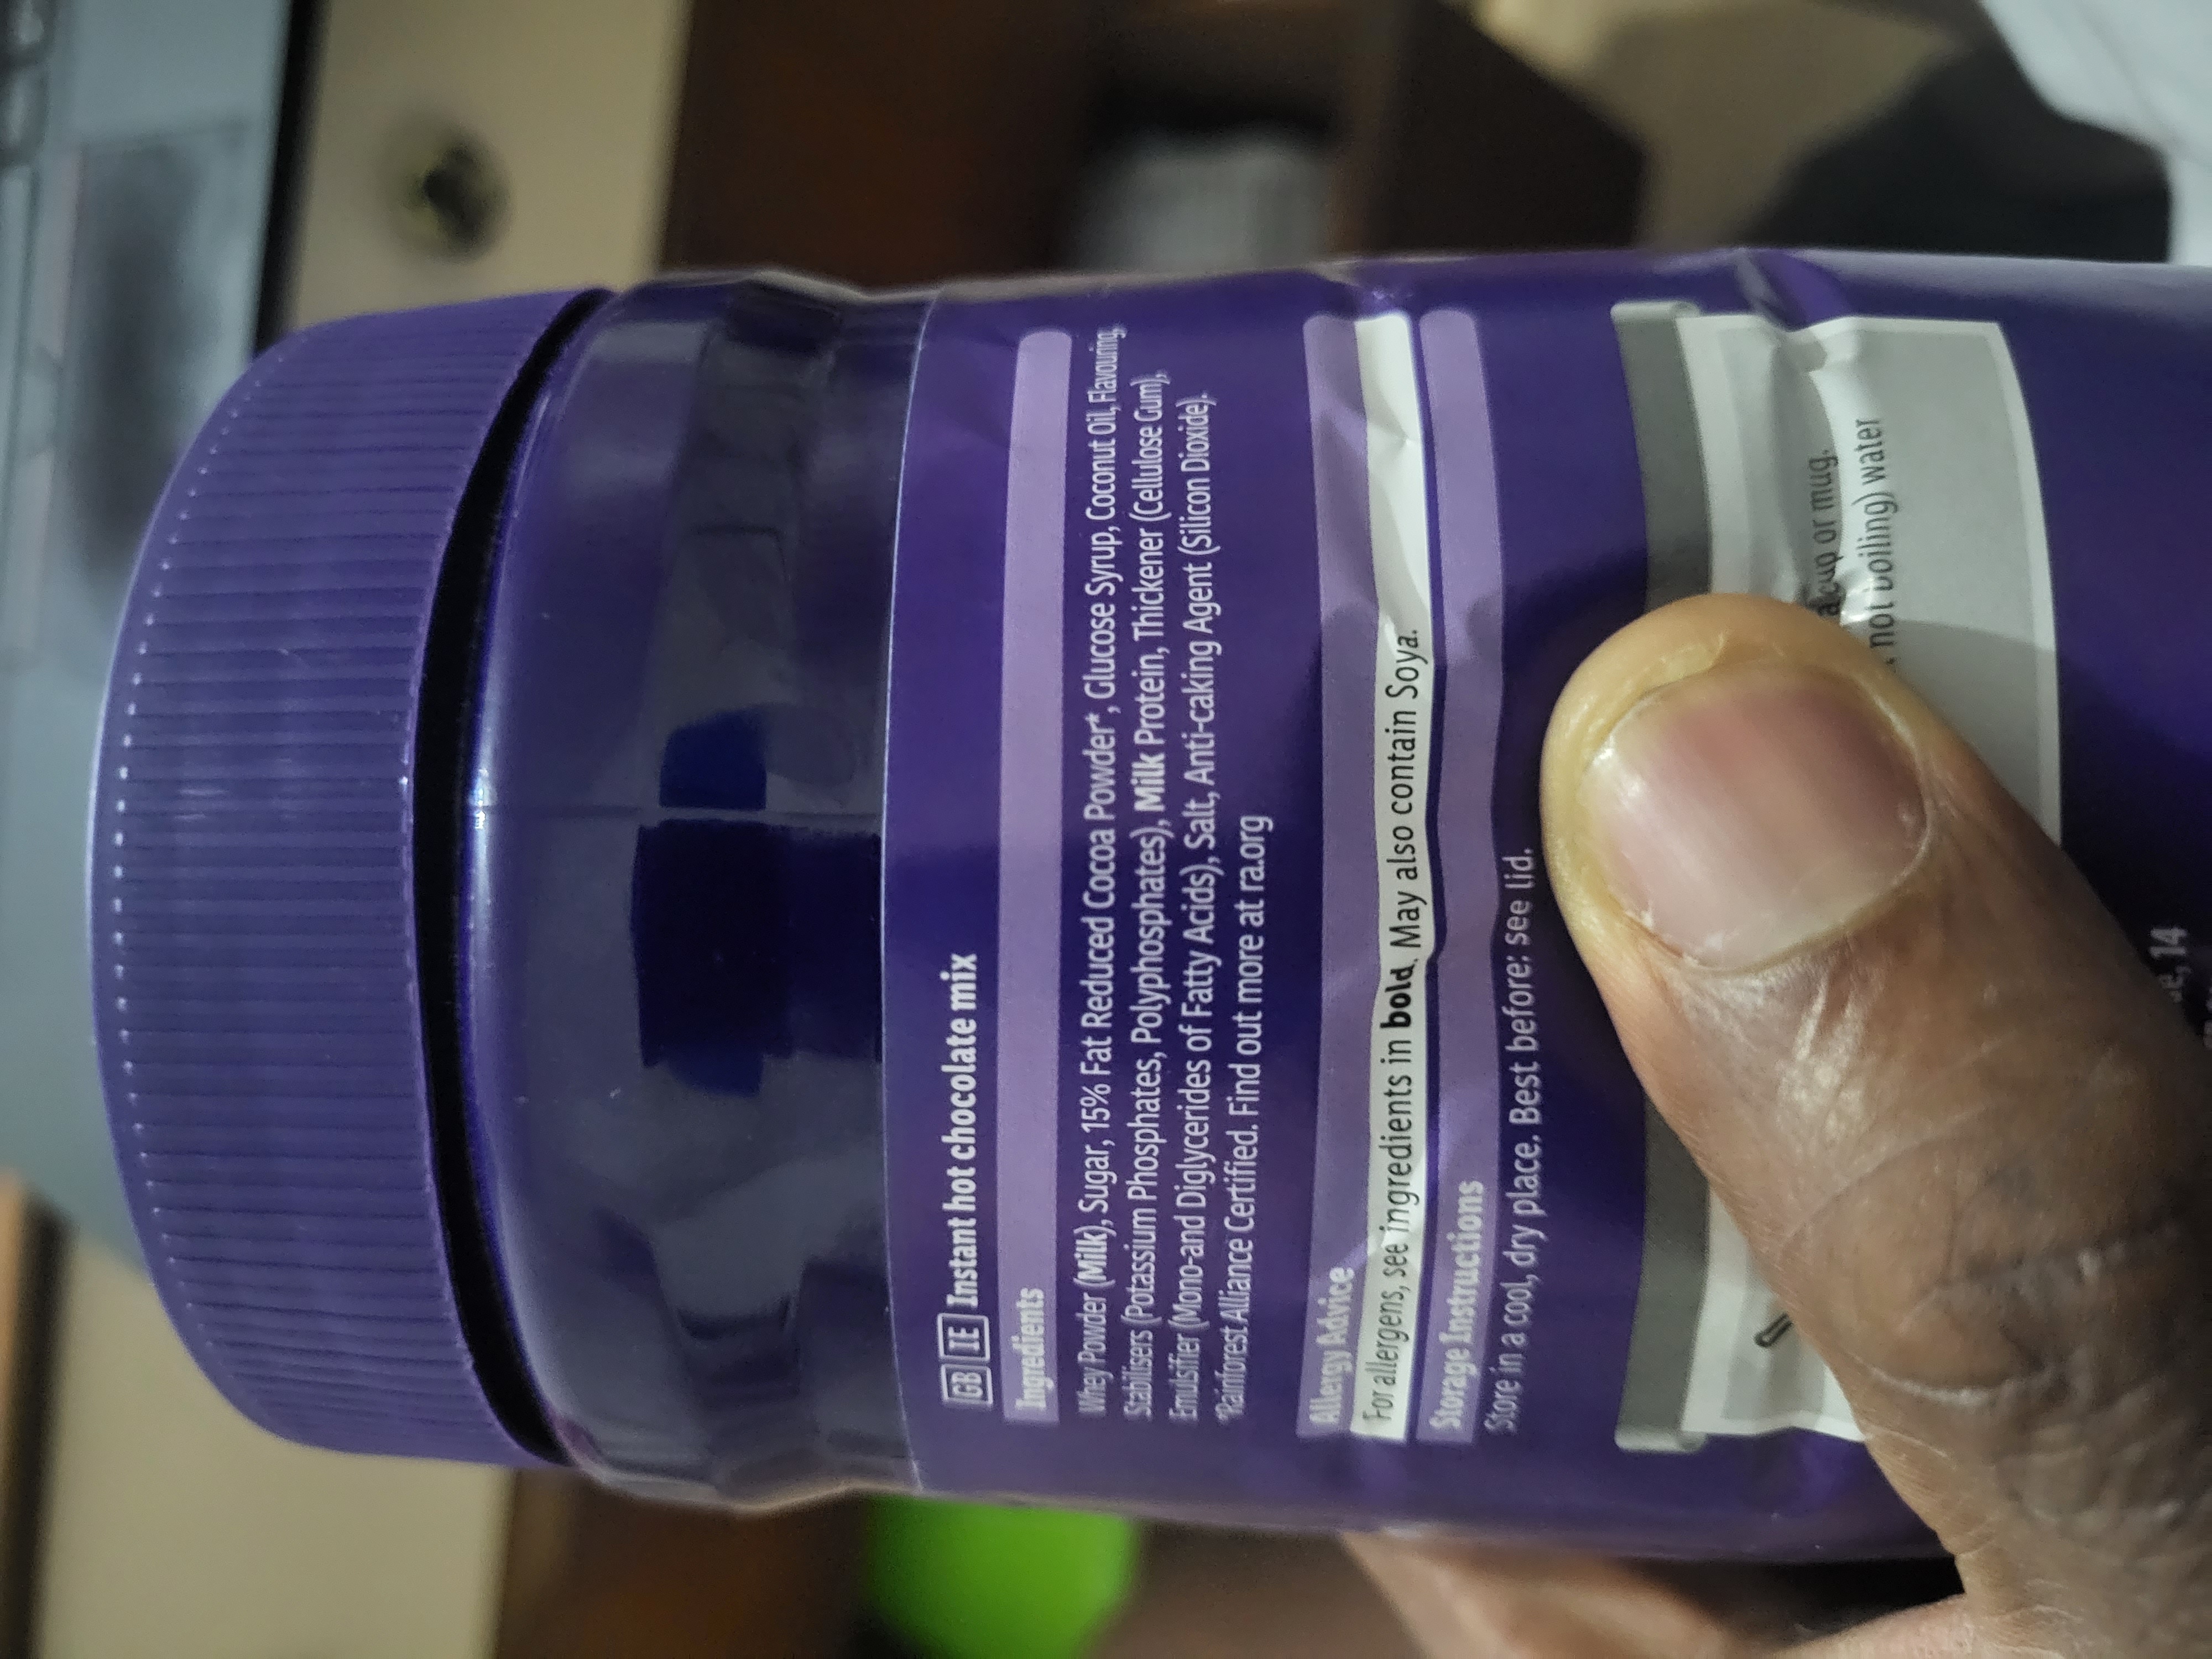 GB IE Instant hot chocolate mix
Ingredients
Whey Powder (Milk), Sugar, 15% Fat Reduced Cocoa Powder*, Glucose Syrup, Coconut Oil, Flavouring,
Stabilisers (Potassium Phosphates, Polyphosphates), Milk Protein, Thickener (Cellulose Gum),
Emulsifier (Mono-and Diglycerides of Fatty Acids), Salt, Anti-caking Agent (Silicon Dioxide).
*Rainforest Alliance Certified. Find out more at ra.org
Allergy Advice
For allergens, see ingredients in bold. May also contain Soya.
Storage Instructions
Store in a cool, dry place. Best before: see lid.
a cup or mug.
not boiling) water
14